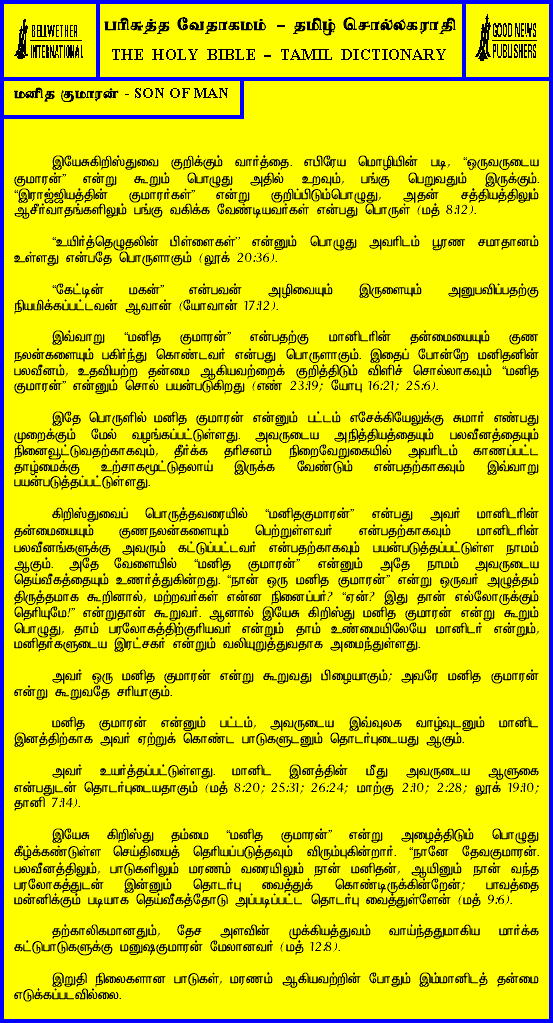 BELLWETHER
INTERNATIONAL
பரிசுத்த வேதாகமம் – தமிழ் சொல்லகராதி
THE HOLY BIBLE – TAMIL DICTIONARY
GOOD NEWS
PUBLISHERS
மனித குமாரன் - SON OF MAN
இயேசுகிறிஸ்துவை குறிக்கும் வார்த்தை. எபிரேய மொழியின் படி, “ஒருவருடைய
குமாரன்” என்று கூறும் பொழுது அதில் உறவும், பங்கு பெறுவதும் இருக்கும்.
“இராஜ்ஜியத்தின் குமாரர்கள்” என்று குறிப்பிடும்பொழுது, அதன் சத்தியத்திலும்
ஆசீர்வாதங்களிலும் பங்கு வகிக்க வேண்டியவர்கள் என்பது பொருள் (மத் 8:12).
“உயிர்த்தெழுதலின் பிள்ளைகள்” என்னும் பொழுது அவரிடம் பூரண சமாதானம்
உள்ளது என்பதே பொருளாகும் (லூக் 20:36).
“கேட்டின் மகன்” என்பவன் அழிவையும் இருளையும் அனுபவிப்பதற்கு
நியமிக்கப்பட்டவன் ஆவான் (யோவான் 17:12).
இவ்வாறு “மனித குமாரன்” என்பதற்கு மானிடரின் தன்மையையும் குண
நலன்களையும் பகிர்ந்து கொண்டவர் என்பது பொருளாகும். இதைப் போன்றே மனிதனின்
பலவீனம், உதவியற்ற தன்மை ஆகியவற்றைக் குறித்திடும் விளிச் சொல்லாகவும் “மனித
குமாரன்” என்னும் சொல் பயன்படுகிறது (எண் 23:19; யோபு 16:21; 25:6).
இதே பொருளில் மனித குமாரன் என்னும் பட்டம் எசேக்கியேலுக்கு சுமார் எண்பது
முறைக்கும் மேல் வழங்கப்பட்டுள்ளது. அவருடைய அநித்தியத்தையும் பலவீனத்தையும்
நினைவூட்டுவதற்காகவும், தீர்க்க தரிசனம் நிறைவேறுகையில் அவரிடம் காணப்பட்ட
தாழ்மைக்கு உற்சாகமூட்டுதலாய் இருக்க வேண்டும் என்பதற்காகவும் இவ்வாறு
பயன்படுத்தப்பட்டுள்ளது.
கிறிஸ்துவைப் பொருத்தவரையில் “மனிதகுமாரன்” என்பது அவர் மானிடரின்
தன்மையையும் குணநலன்களையும் பெற்றுள்ளவர் என்பதற்காகவும் மானிடரின்
பலவீனங்களுக்கு அவரும் கட்டுப்பட்டவர் என்பதற்காகவும் பயன்படுத்தப்பட்டுள்ள நாமம்
ஆகும். அதே வேளையில் “மனித குமாரன்” என்னும் அதே நாமம் அவருடைய
தெய்வீகத்தையும் உணர்த்துகின்றது. “நான் ஒரு மனித குமாரன்” என்று ஒருவர் அழுத்தம்
திருத்தமாக கூறினால், மற்றவர்கள் என்ன நினைப்பர்? “ஏன்? இது தான் எல்லோருக்கும்
தெரியுமே!” என்றுதான் கூறுவர். ஆனால் இயேசு கிறிஸ்து மனித குமாரன் என்று கூறும்
பொழுது, தாம் பரலோகத்திற்குரியவர் என்றும் தாம் உண்மையிலேயே மானிடர் என்றும்,
மனிதர்களுடைய இரட்சகர் என்றும் வலியுறுத்துவதாக அமைந்துள்ளது.
அவர் ஒரு மனித குமாரன் என்று கூறுவது பிழையாகும்; அவரே மனித குமாரன்
என்று கூறுவதே சரியாகும்.
மனித குமாரன் என்னும் பட்டம், அவருடைய இவ்வுலக வாழ்வுடனும் மானிட
இனத்திற்காக அவர் ஏற்றுக் கொண்ட பாடுகளுடனும் தொடர்புடையது ஆகும்.
அவர் உயர்த்தப்பட்டுள்ளது. மானிட இனத்தின் மீது அவருடைய ஆளுகை
என்பதுடன் தொடர்புடையதாகும் (மத் 8:20; 25:31; 26:24; மாற்கு 2:10; 2:28; லூக் 19:10;
தானி 7:14).
இயேசு கிறிஸ்து தம்மை “மனித குமாரன்” என்று அழைத்திடும் பொழுது
கீழ்க்கண்டுள்ள செய்தியைத் தெரியப்படுத்தவும் விரும்புகின்றார். “நானே தேவகுமாரன்.
பலவீனத்திலும், பாடுகளிலும் மரணம் வரையிலும் நான் மனிதன், ஆயினும் நான் வந்த
பரலோகத்துடன் இன்னும் தொடர்பு வைத்துக் கொண்டிருக்கின்றேன்; பாவத்தை
மன்னிக்கும் படியாக தெய்வீகத்தோடு அப்படிப்பட்ட தொடர்பு வைத்துள்ளேன் (மத் 9:6).
தற்காலிகமானதும், தேச அளவின் முக்கியத்துவம் வாய்ந்ததுமாகிய மார்க்க
கட்டுபாடுகளுக்கு மனுஷகுமாரன் மேலானவர் (மத் 12:8).
இறுதி நிலைகளான பாடுகள், மரணம் ஆகியவற்றின் போதும் இம்மானிடத் தன்மை
எடுக்கப்படவில்லை.